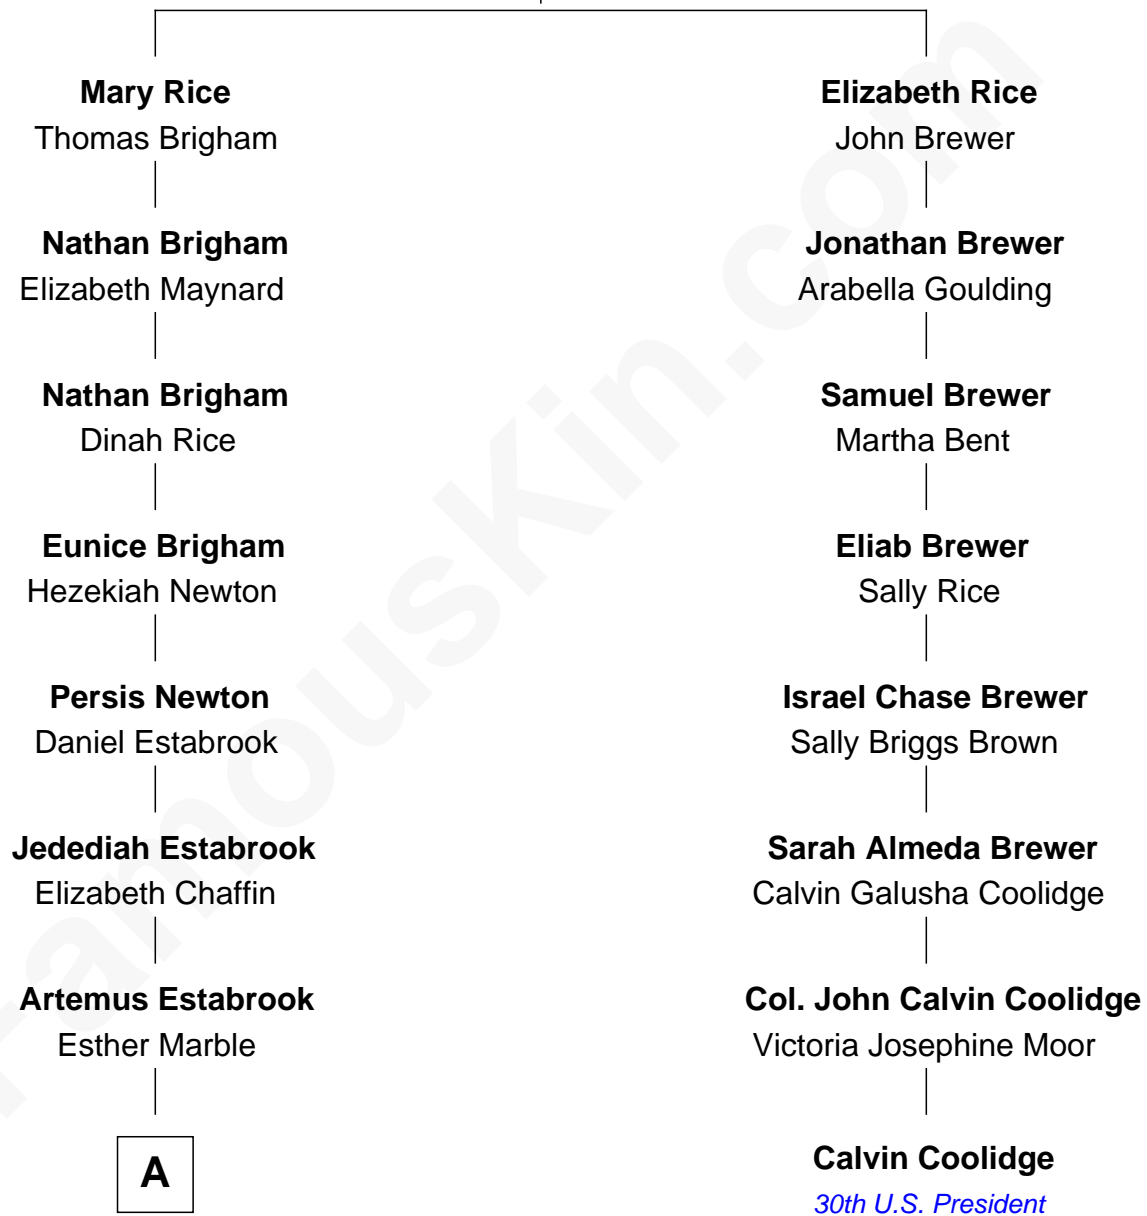 Mary Rice
Thomas Brigham
Nathan Brigham
Elizabeth Maynard
Nathan Brigham
Dinah Rice
Eunice Brigham
Hezekiah Newton
Persis Newton
Daniel Estabrook
Jedediah Estabrook
Elizabeth Chaffin
Artemus Estabrook
Esther Marble
A
Elizabeth Rice
John Brewer
Jonathan Brewer
Arabella Goulding
Samuel Brewer
Martha Bent
Eliab Brewer
Sally Rice
Israel Chase Brewer
Sally Briggs Brown
Sarah Almeda Brewer
Calvin Galusha Coolidge
Col. John Calvin Coolidge
Victoria Josephine Moor
Calvin Coolidge
30th U.S. President
FamousKin.com